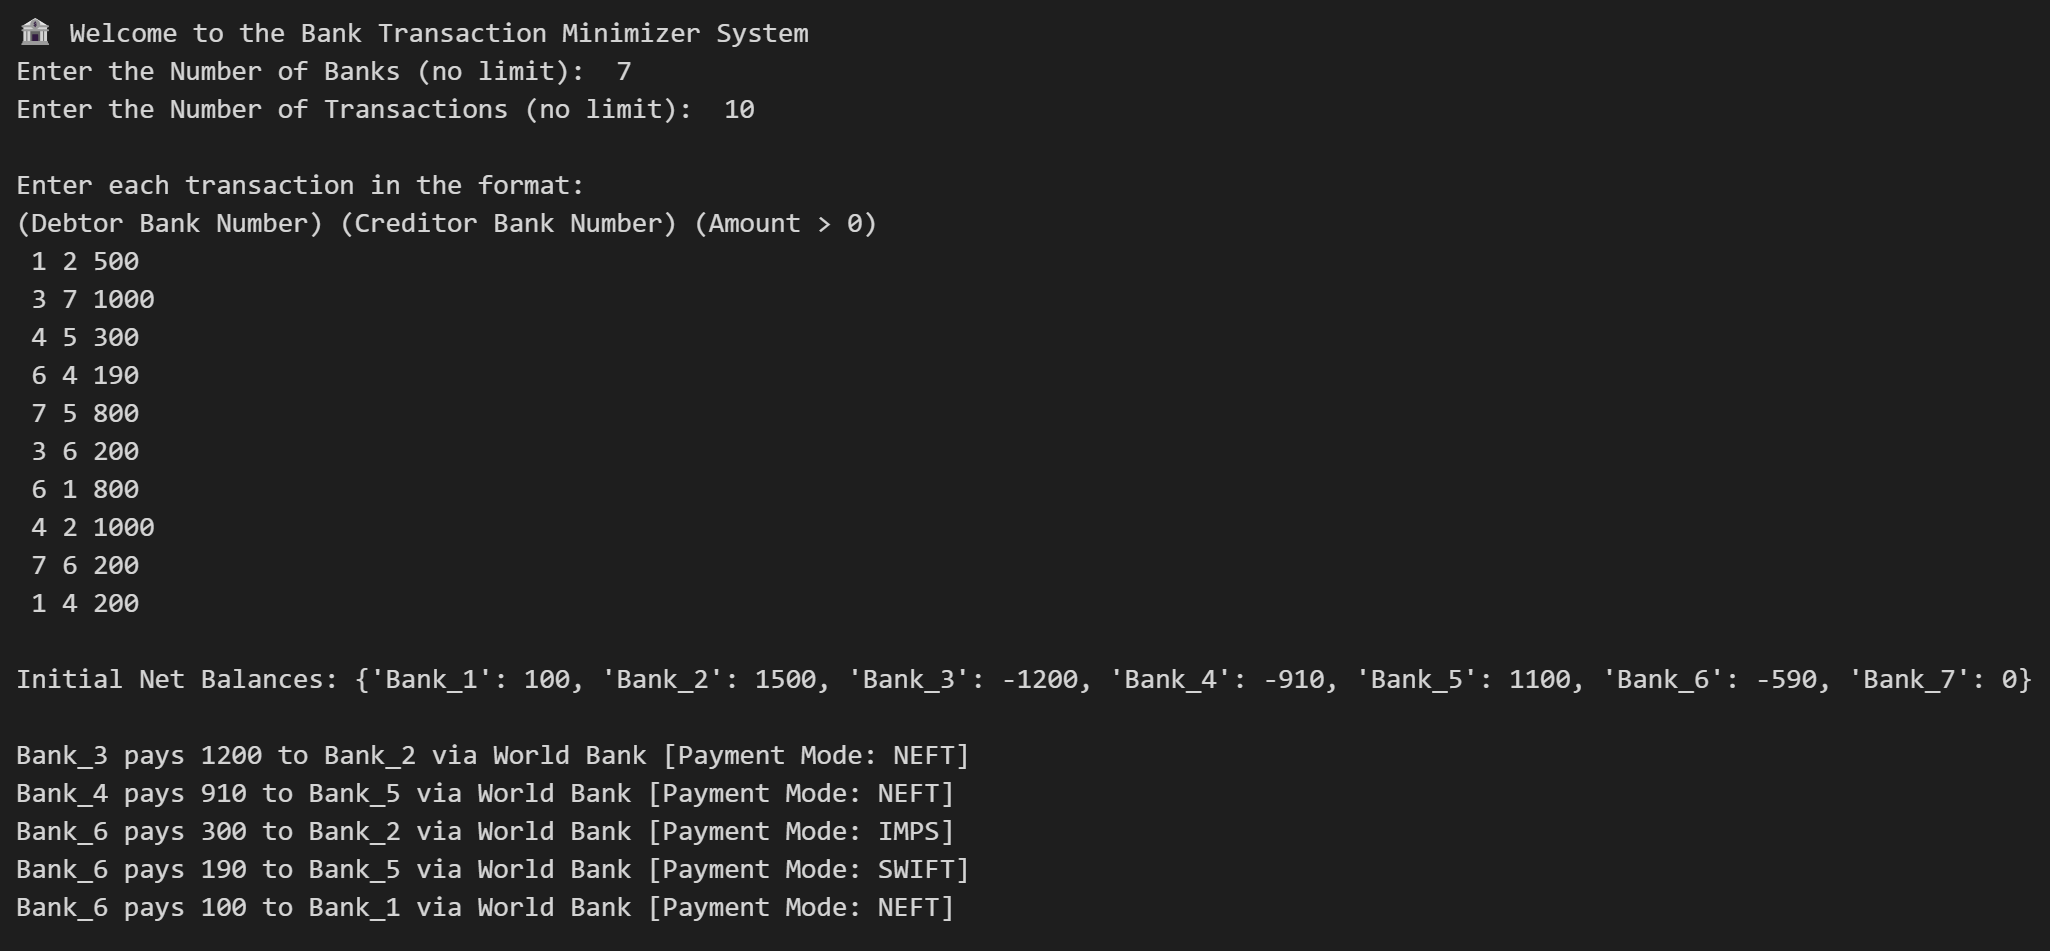 🏦 Welcome to the Bank Transaction Minimizer System
Enter the Number of Banks (no limit):  7
Enter the Number of Transactions (no limit):  10
Enter each transaction in the format:
(Debtor Bank Number) (Creditor Bank Number) (Amount > 0)
1 2 500
3 7 1000
4 5 300
6 4 190
7 5 800
3 6 200
6 1 800
4 2 1000
7 6 200
1 4 200
Initial Net Balances: {'Bank_1': 100, 'Bank_2': 1500, 'Bank_3': -1200, 'Bank_4': -910, 'Bank_5': 1100, 'Bank_6': -590, 'Bank_7': 0}
Bank_3 pays 1200 to Bank_2 via World Bank [Payment Mode: NEFT]
Bank_4 pays 910 to Bank_5 via World Bank [Payment Mode: NEFT]
Bank_6 pays 300 to Bank_2 via World Bank [Payment Mode: IMPS]
Bank_6 pays 190 to Bank_5 via World Bank [Payment Mode: SWIFT]
Bank_6 pays 100 to Bank_1 via World Bank [Payment Mode: NEFT]